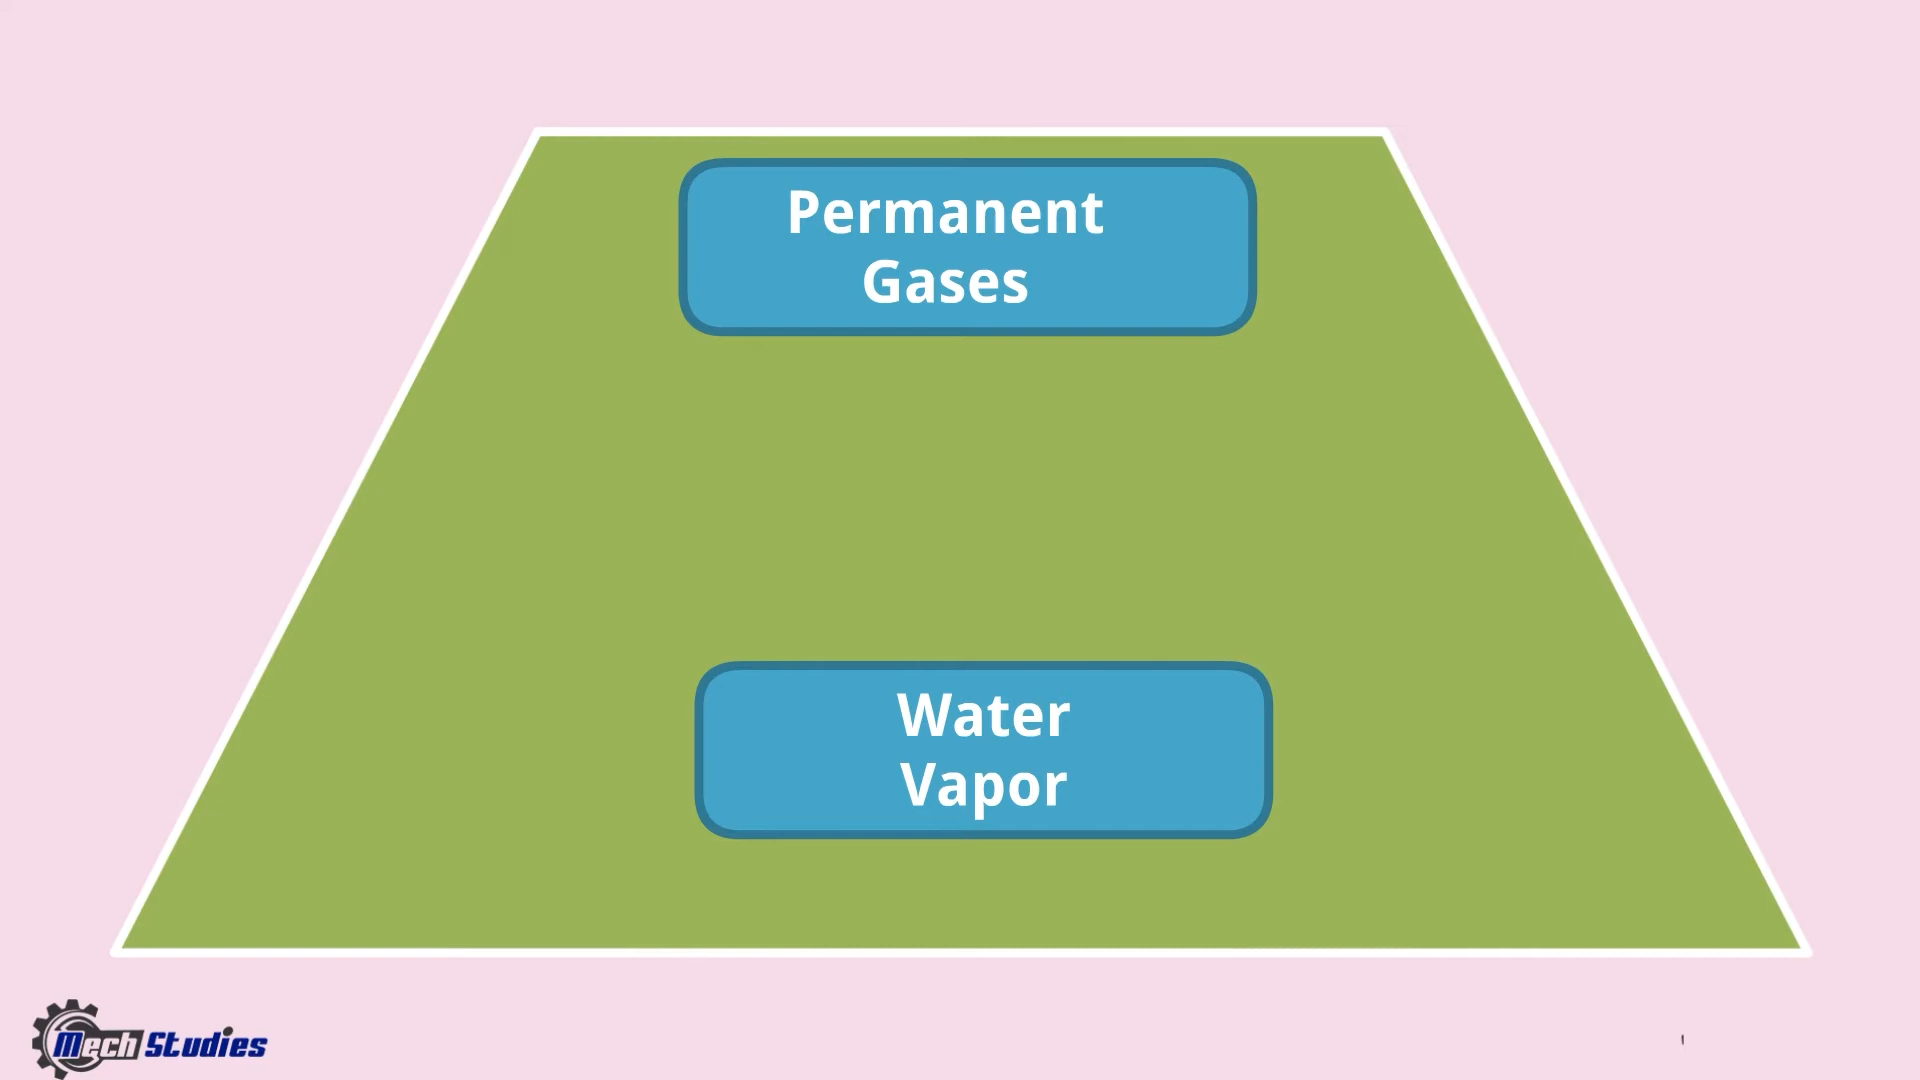 Permanent
Gases
Water
Vapor
Mech Studies